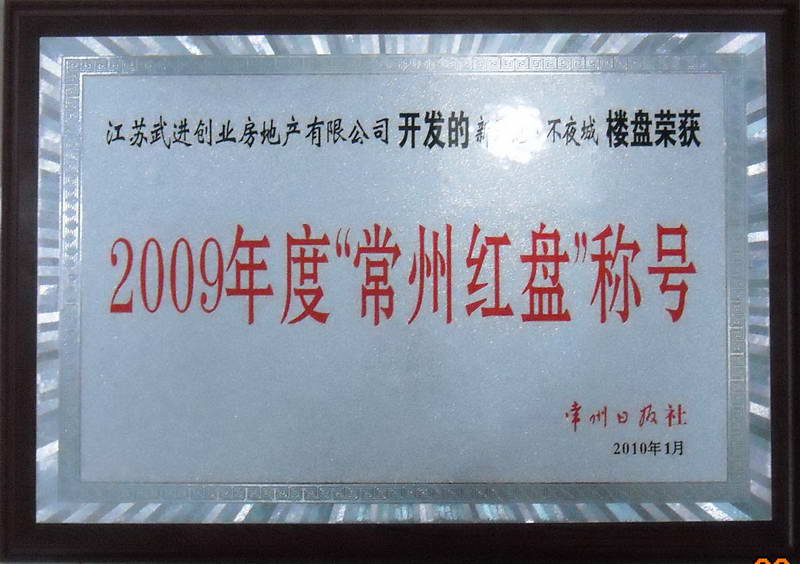 江苏武进创业房地产有限公司 开发的 新 不夜城 楼盘荣获
2009年度“常州红盘”称号
常州日报社
2010年1月